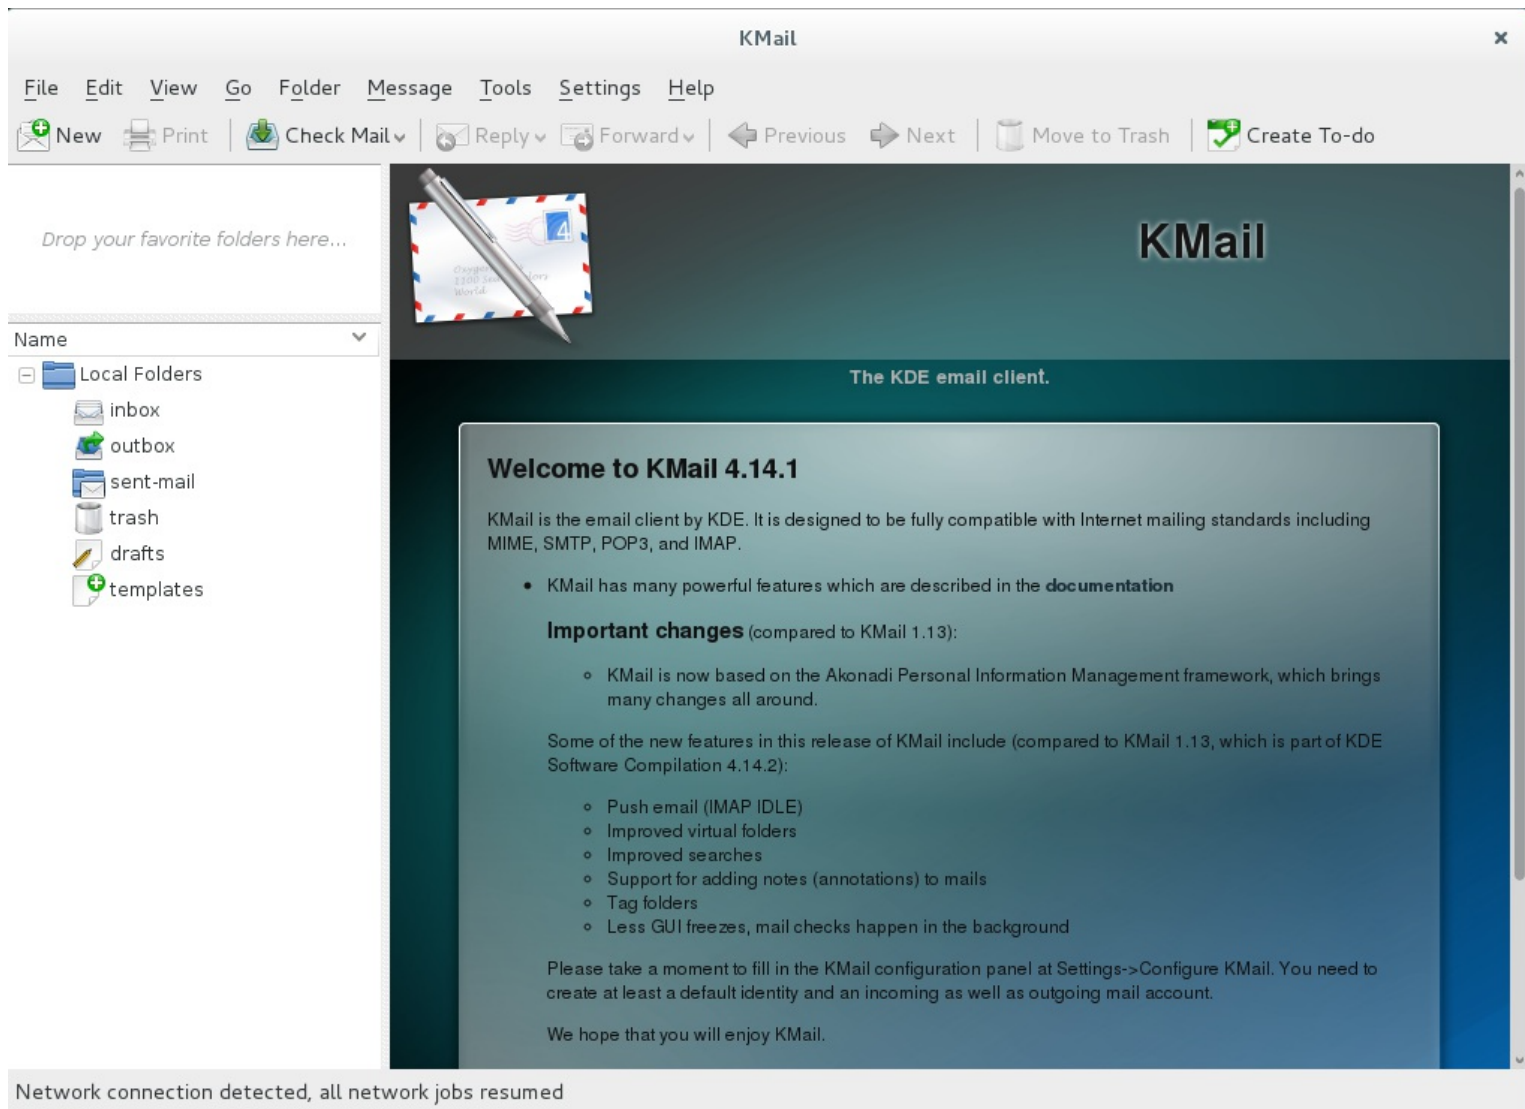 KMail
File Edit View Go Folder Message Tools Settings Help
New Print Check Mail Reply Forward Previous Next Move to Trash Create To-do
Drop your favorite folders here...
Name
Local Folders
inbox
outbox
sent-mail
trash
drafts
templates
4
KMail
The KDE email client.
Welcome to KMail 4.14.1
KMail is the email client by KDE. It is designed to be fully compatible with Internet mailing standards including
MIME, SMTP, POP3, and IMAP.
• KMail has many powerful features which are described in the documentation
Important changes (compared to KMail 1.13):
◦ KMail is now based on the Akonadi Personal Information Management framework, which brings
many changes all around.
Some of the new features in this release of KMail include (compared to KMail 1.13, which is part of KDE
Software Compilation 4.14.2):
◦ Push email (IMAP IDLE)
◦ Improved virtual folders
◦ Improved searches
◦ Support for adding notes (annotations) to mails
◦ Tag folders
◦ Less GUI freezes, mail checks happen in the background
Please take a moment to fill in the KMail configuration panel at Settings->Configure KMail. You need to
create at least a default identity and an incoming as well as outgoing mail account.
We hope that you will enjoy KMail.
Network connection detected, all network jobs resumed